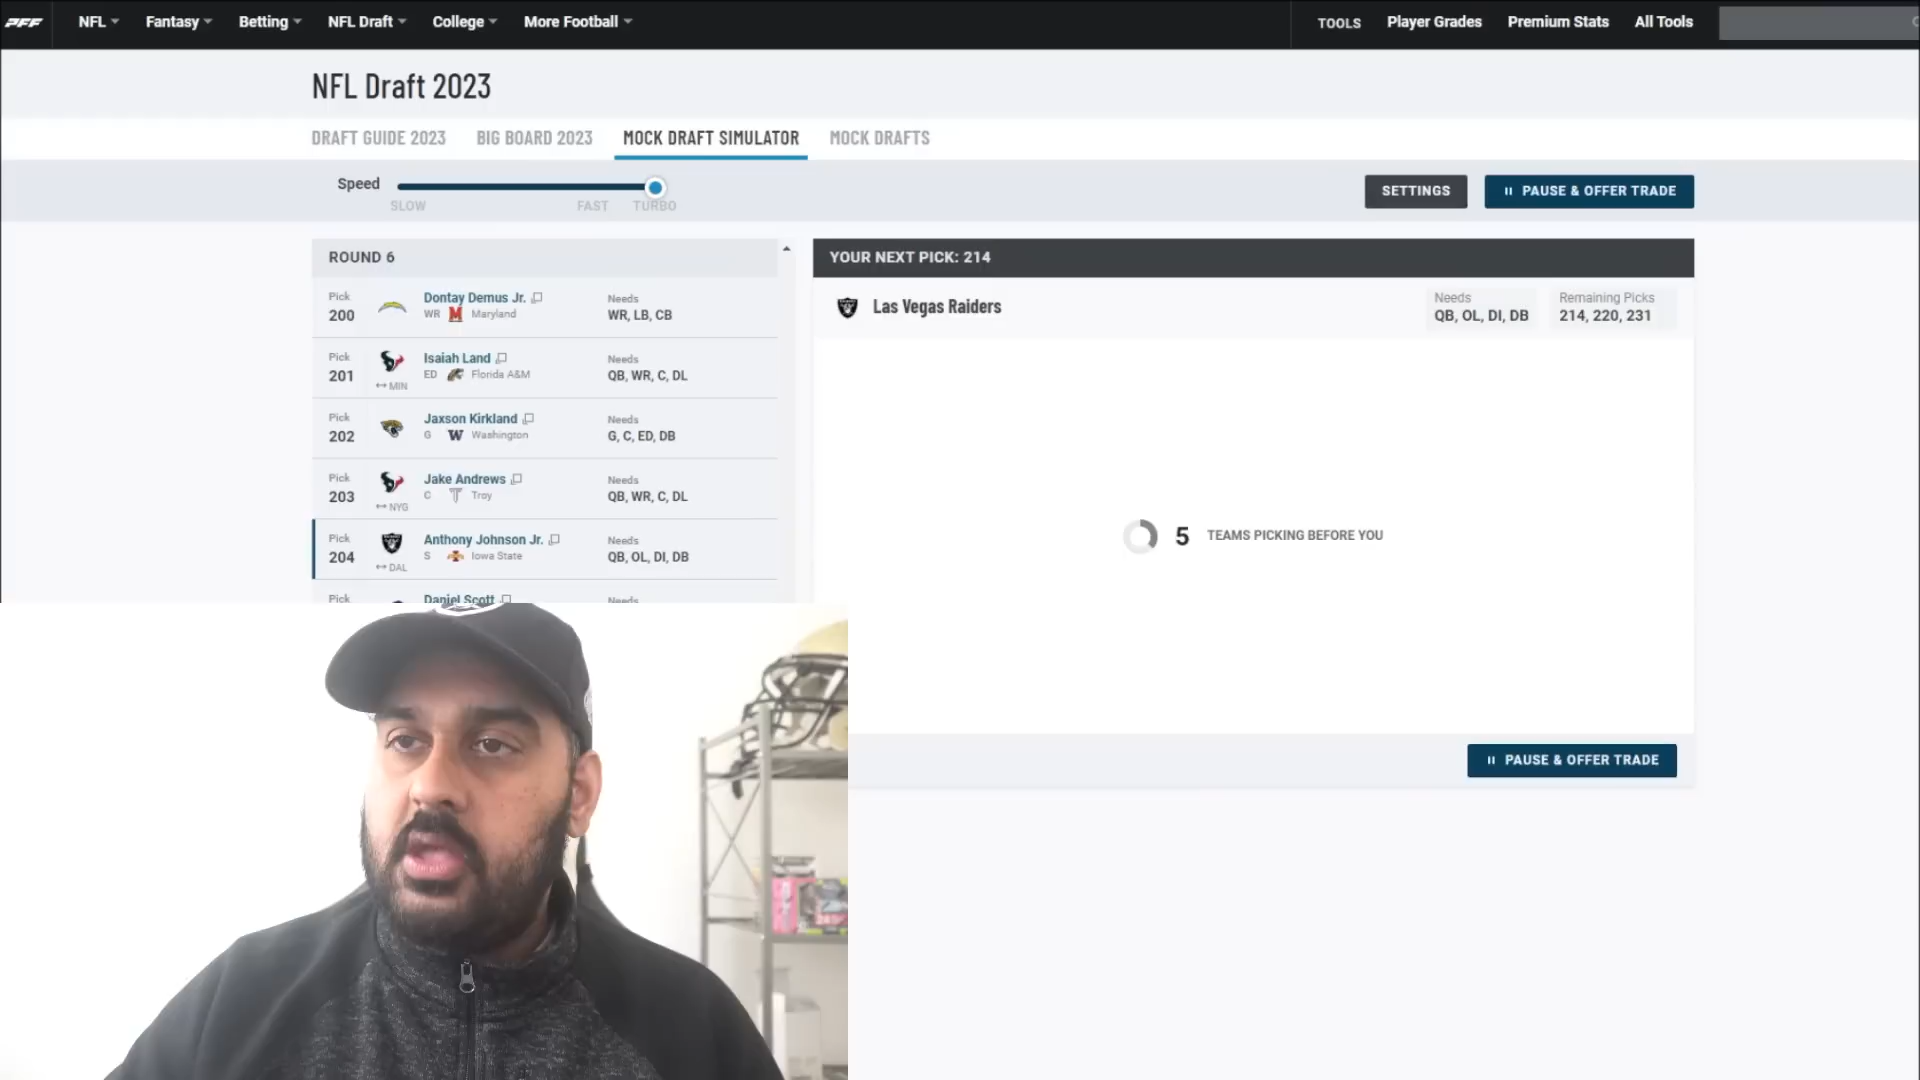 PFF NFL Fantasy Betting NFL Draft College More Football TOOLS Player Grades Premium Stats All Tools
NFL Draft 2023
DRAFT GUIDE 2023 BIG BOARD 2023 MOCK DRAFT SIMULATOR MOCK DRAFTS
Speed
SLOW FAST TURBO
SETTINGS PAUSE & OFFER TRADE
ROUND 6
Pick
200
Dontay Demus Jr.
WR M Maryland
Needs
WR, LB, CB
Pick
201
MIN
Isaiah Land
ED Florida A&M
Needs
QB, WR, C, DL
Pick
202
Jaxson Kirkland
G W Washington
Needs
G, C, ED, DB
Pick
203
NYG
Jake Andrews
C T Troy
Needs
QB, WR, C, DL
Pick
204
DAL
Anthony Johnson Jr.
S Iowa State
Needs
QB, OL, DI, DB
Pick
Daniel Scott
Needs
YOUR NEXT PICK: 214
Las Vegas Raiders
Needs
QB, OL, DI, DB
Remaining Picks
214, 220, 231
5 TEAMS PICKING BEFORE YOU
PAUSE & OFFER TRADE